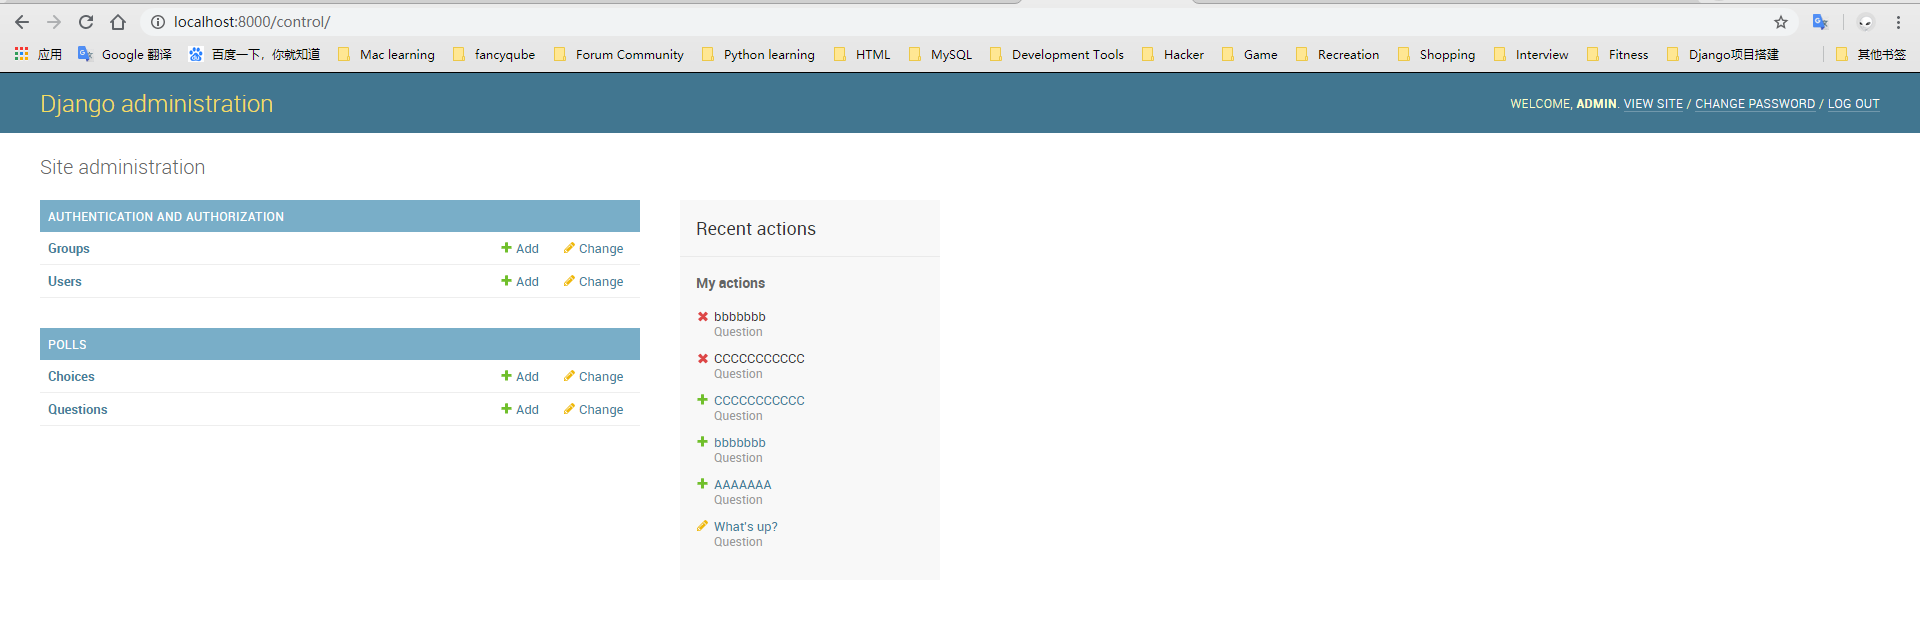 localhost:8000/control/
应用 Google 翻译 百度一下，你就知道 Mac learning fancyqube Forum Community Python learning HTML MySQL Development Tools Hacker Game Recreation Shopping Interview Fitness Django项目搭建 其他书签
Django administration
WELCOME, ADMIN. VIEW SITE / CHANGE PASSWORD / LOG OUT
Site administration
AUTHENTICATION AND AUTHORIZATION
Groups Add Change
Users Add Change
POLLS
Choices Add Change
Questions Add Change
Recent actions
My actions
bbbbbbb
Question
CCCCCCCCCCC
Question
CCCCCCCCCCC
Question
bbbbbbb
Question
AAAAAAA
Question
What's up?
Question